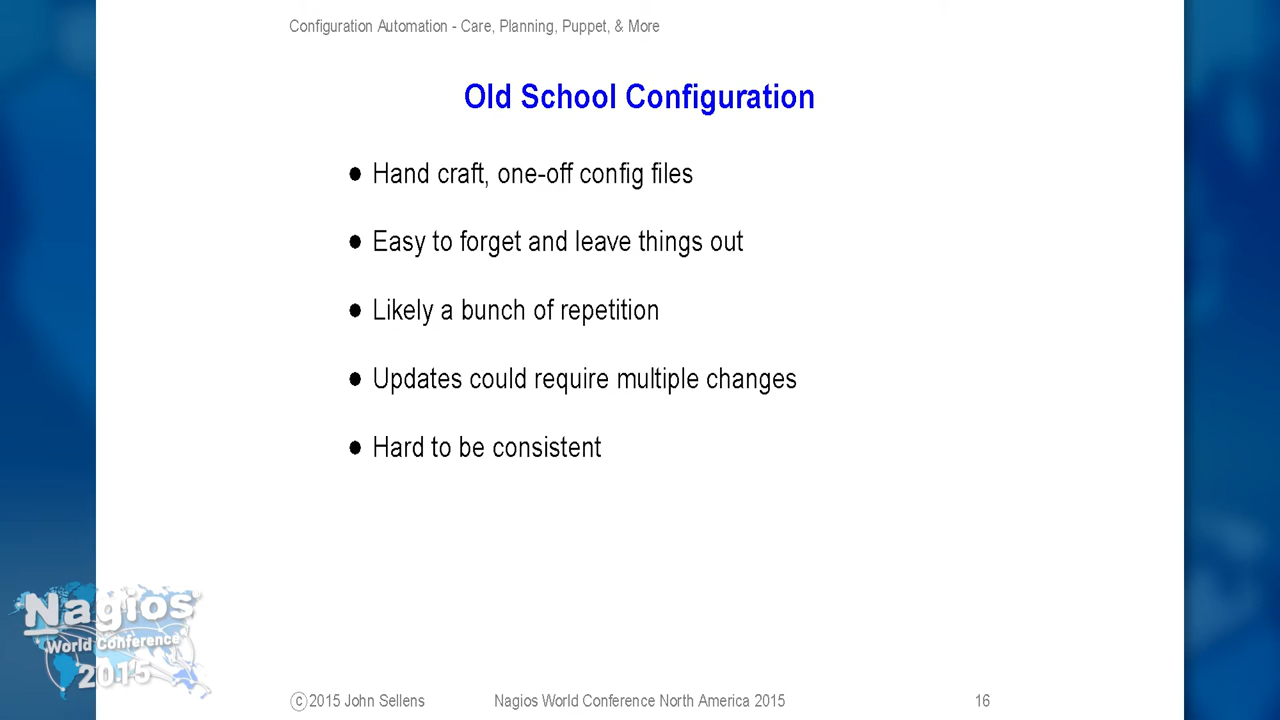 Configuration Automation - Care, Planning, Puppet, & More
Old School Configuration
● Hand craft, one-off config files
● Easy to forget and leave things out
● Likely a bunch of repetition
● Updates could require multiple changes
● Hard to be consistent
Nagios
World Conference
2015
©2015 John Sellens Nagios World Conference North America 2015 16